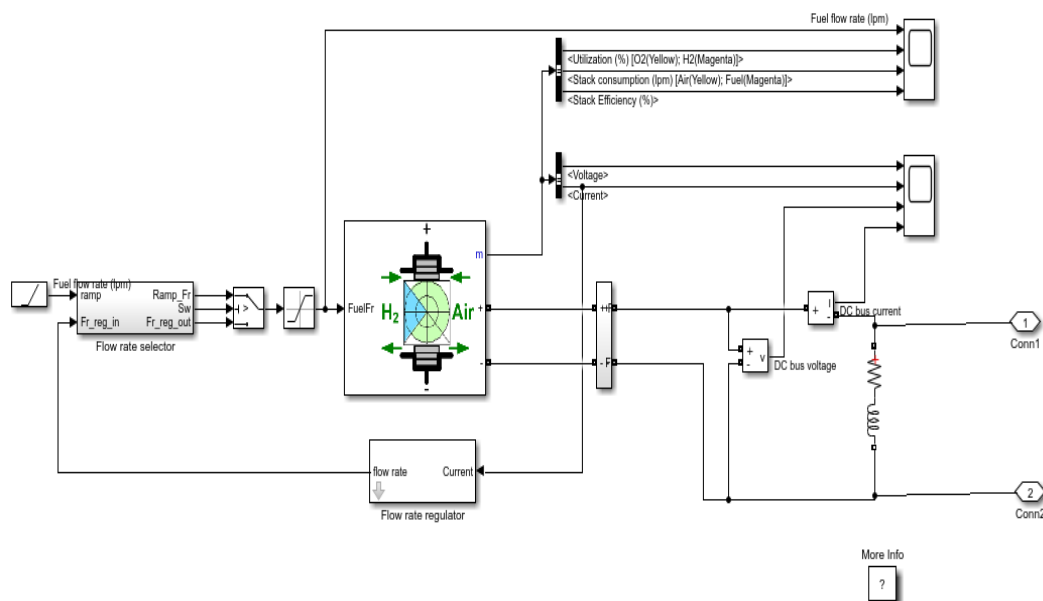 Fuel flow rate (lpm)
<Utilization (%) [O2(Yellow); H2(Magenta)]>
<Stack consumption (lpm) [Air(Yellow); Fuel(Magenta)]>
<Stack Efficiency (%)>
<Voltage>
<Current>
+
m
Fuel flow rate (lpm)
ramp
Ramp_Fr
Sw
Fr_reg_in
Fr_reg_out
>
Flow rate selector
FuelFr
H2
Air
+
-
-
+
-
+
I
-
DC bus current
+
-
v
DC bus voltage
+
1
Conn1
flow rate
Current
Flow rate regulator
2
Conn2
More Info
?